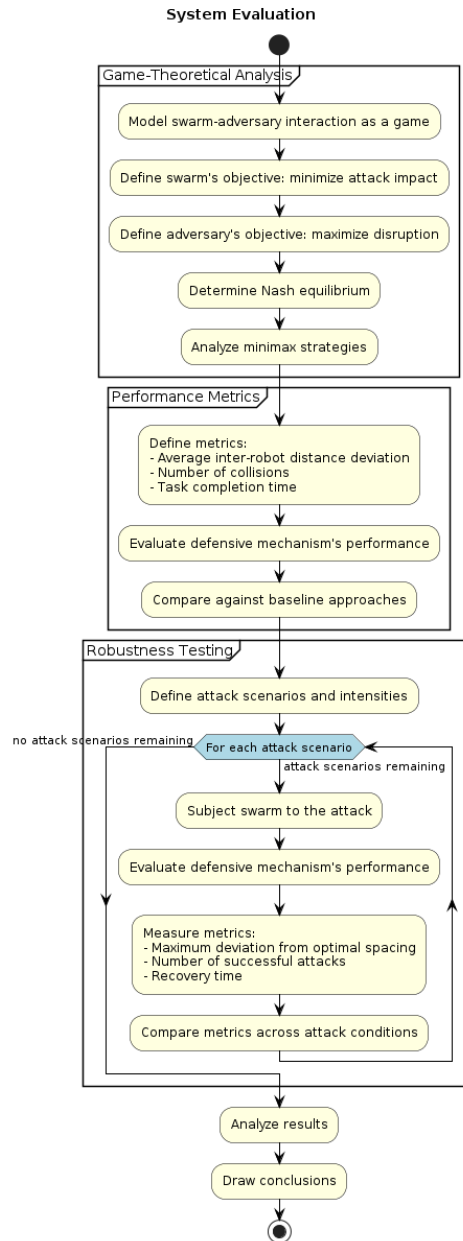 System Evaluation
Game-Theoretical Analysis
Model swarm-adversary interaction as a game
Define swarm's objective: minimize attack impact
Define adversary's objective: maximize disruption
Determine Nash equilibrium
Analyze minimax strategies
Performance Metrics
Define metrics:
- Average inter-robot distance deviation
- Number of collisions
- Task completion time
Evaluate defensive mechanism's performance
Compare against baseline approaches
Robustness Testing
Define attack scenarios and intensities
no attack scenarios remaining
For each attack scenario
attack scenarios remaining
Subject swarm to the attack
Evaluate defensive mechanism's performance
Measure metrics:
- Maximum deviation from optimal spacing
- Number of successful attacks
- Recovery time
Compare metrics across attack conditions
Analyze results
Draw conclusions